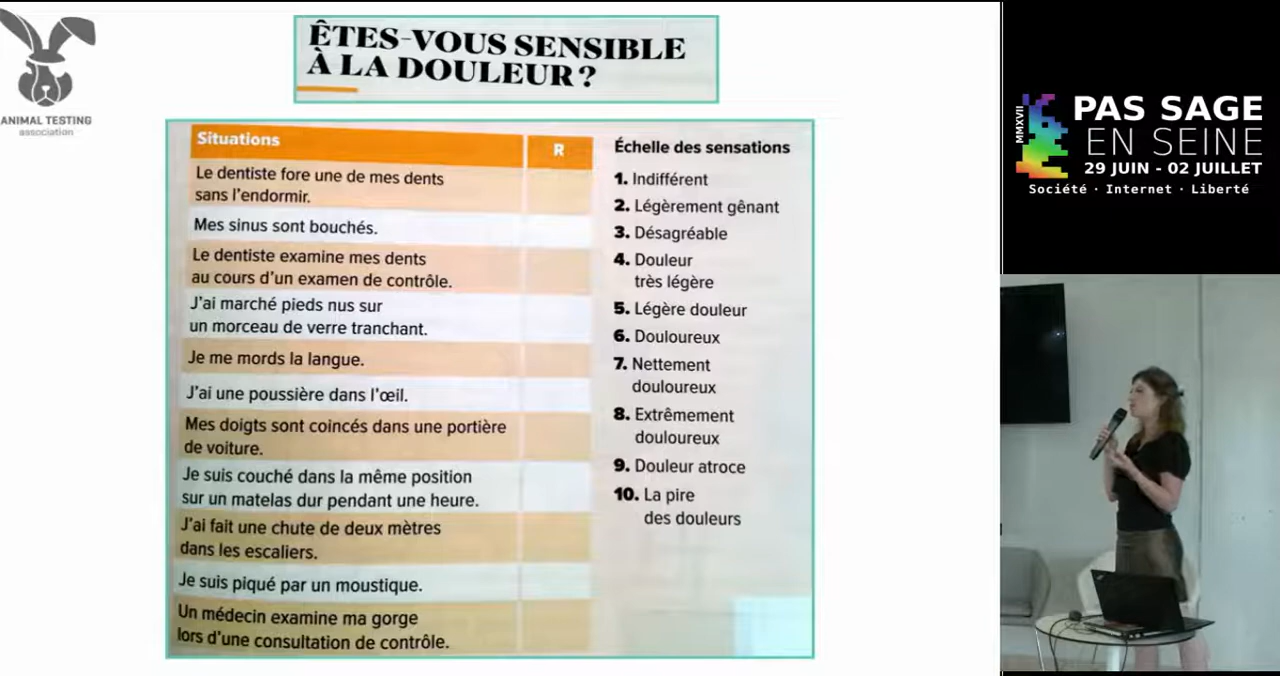 ANIMAL TESTING
association
ÊTES-VOUS SENSIBLE
À LA DOULEUR ?
Situations
R
Le dentiste fore une de mes dents
sans l'endormir.
Mes sinus sont bouchés.
Le dentiste examine mes dents
au cours d'un examen de contrôle.
J'ai marché pieds nus sur
un morceau de verre tranchant.
Je me mords la langue.
J'ai une poussière dans l'œil.
Mes doigts sont coincés dans une portière
de voiture.
Je suis couché dans la même position
sur un matelas dur pendant une heure.
J'ai fait une chute de deux mètres
dans les escaliers.
Je suis piqué par un moustique.
Un médecin examine ma gorge
lors d'une consultation de contrôle.
Échelle des sensations
1. Indifférent
2. Légèrement gênant
3. Désagréable
4. Douleur
très légère
5. Légère douleur
6. Douloureux
7. Nettement
douloureux
8. Extrêmement
douloureux
9. Douleur atroce
10. La pire
des douleurs
MMXVII
PAS SAGE
EN SEINE
29 JUIN - 02 JUILLET
Société · Internet · Liberté